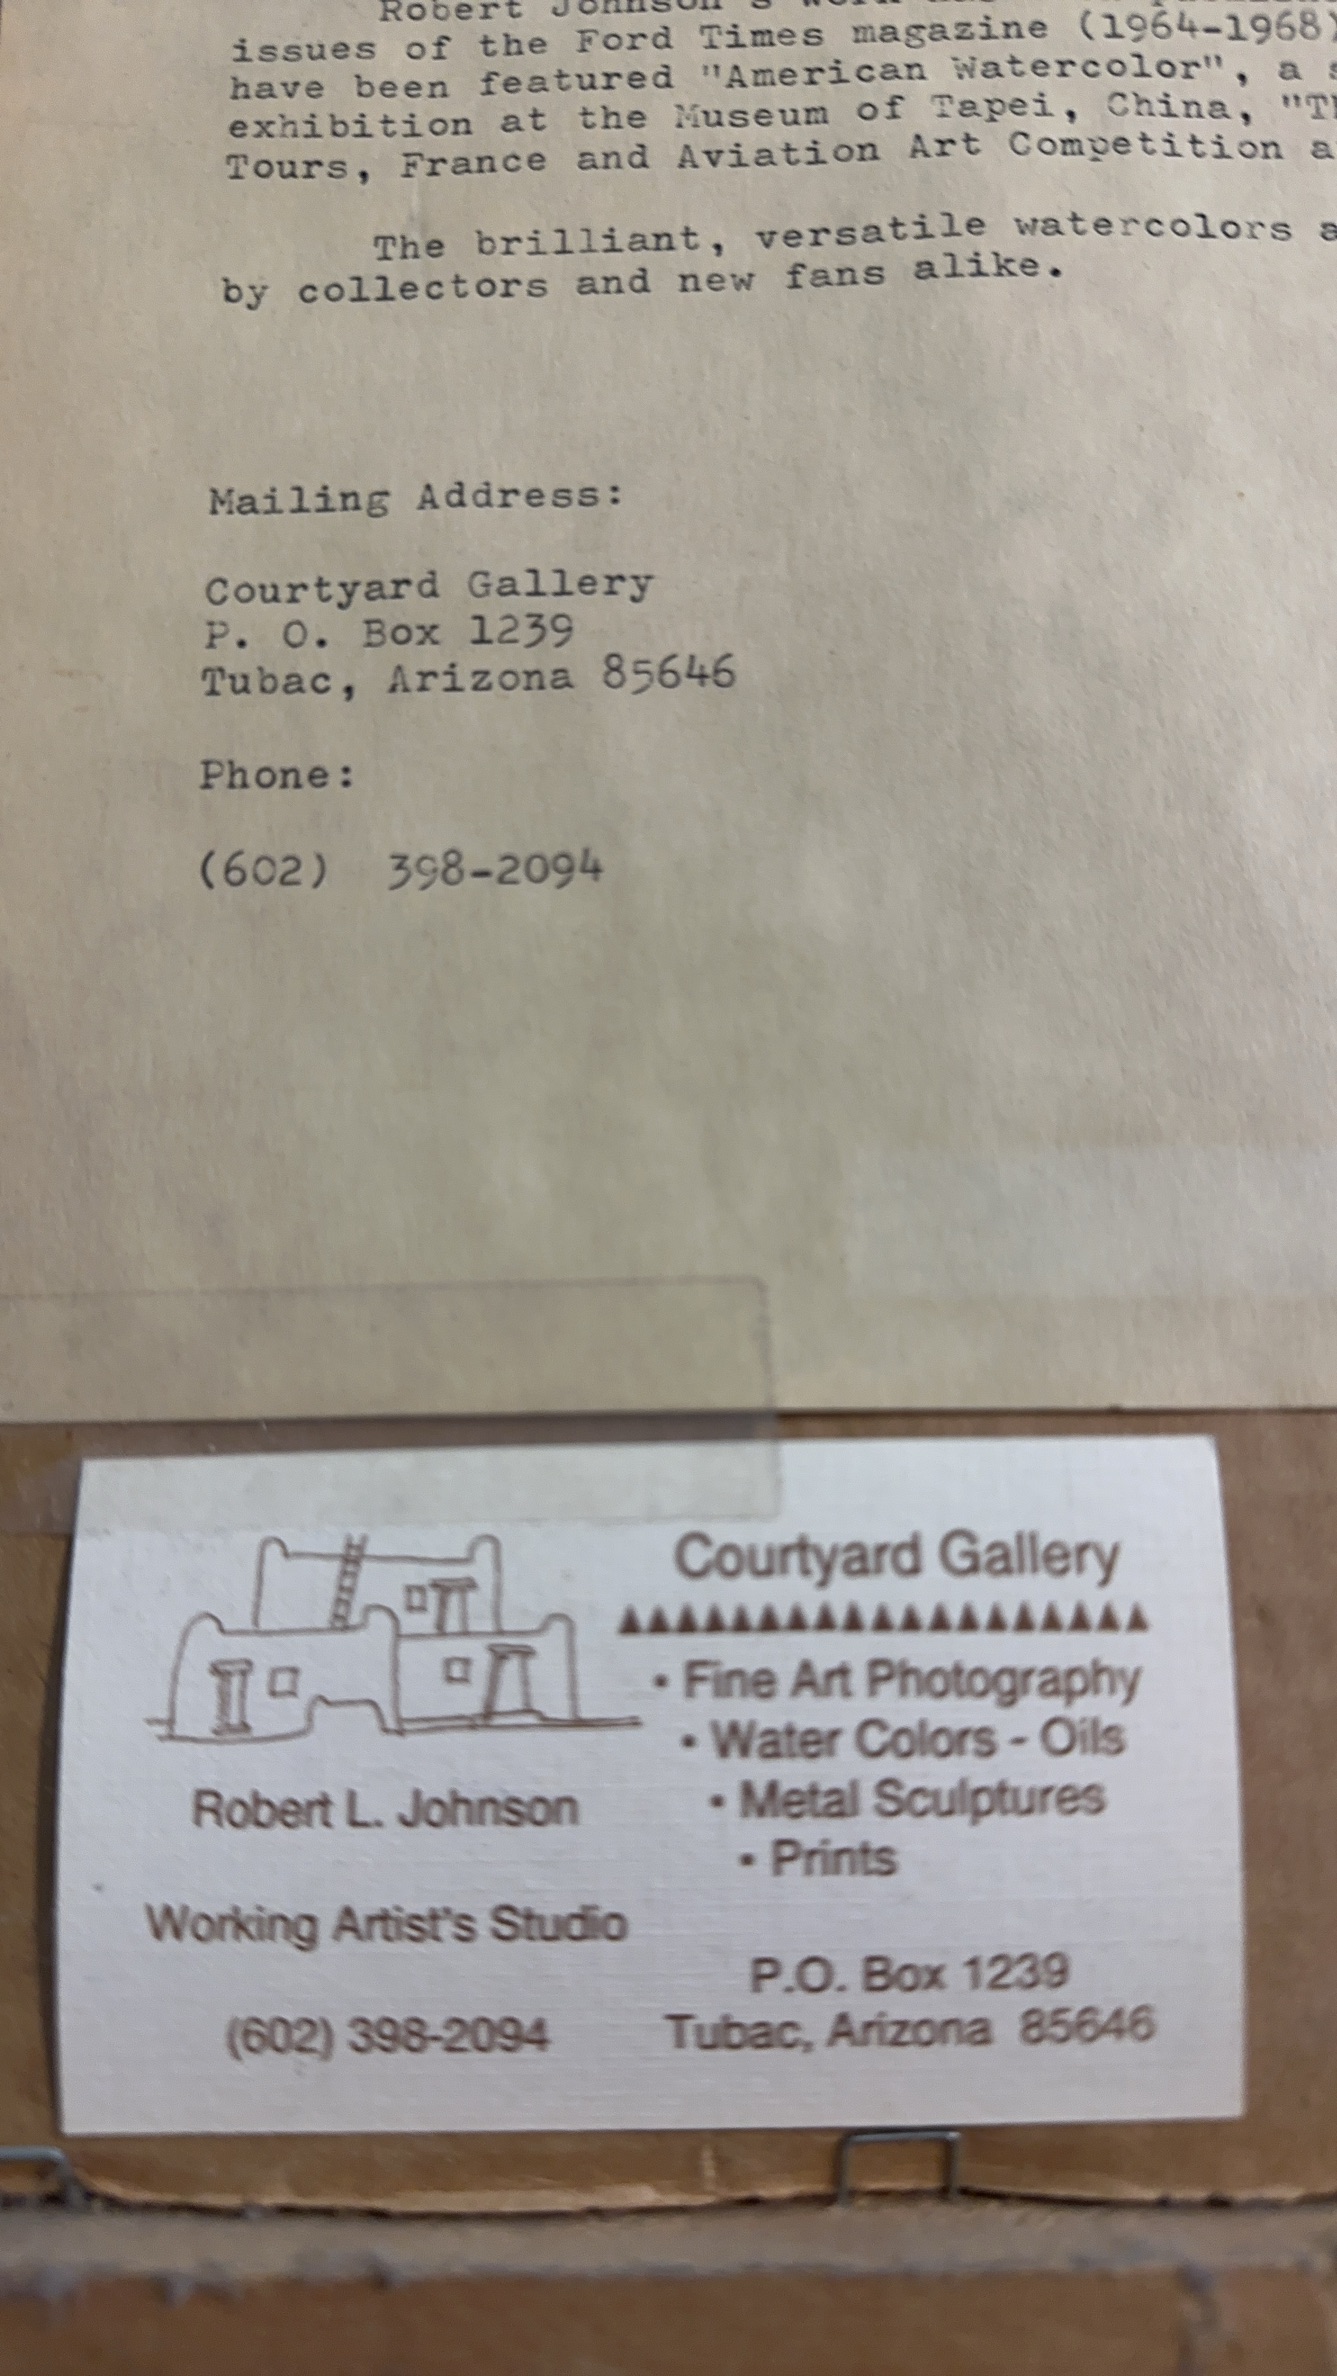 Robert Johnson's work
issues of the Ford Times magazine (1964-1968)
have been featured "American Watercolor", a
exhibition at the Museum of Tapei, China,
Tours, France and Aviation Art Competition
The brilliant, versatile watercolors
by collectors and new fans alike.
Mailing Address:
Courtyard Gallery
P. O. Box 1239
Tubac, Arizona 85646
Phone:
(602) 398-2094
Courtyard Gallery
• Fine Art Photography
• Water Colors - Oils
• Metal Sculptures
• Prints
Robert L. Johnson
Working Artist's Studio
(602) 398-2094
P.O. Box 1239
Tubac, Arizona 85646